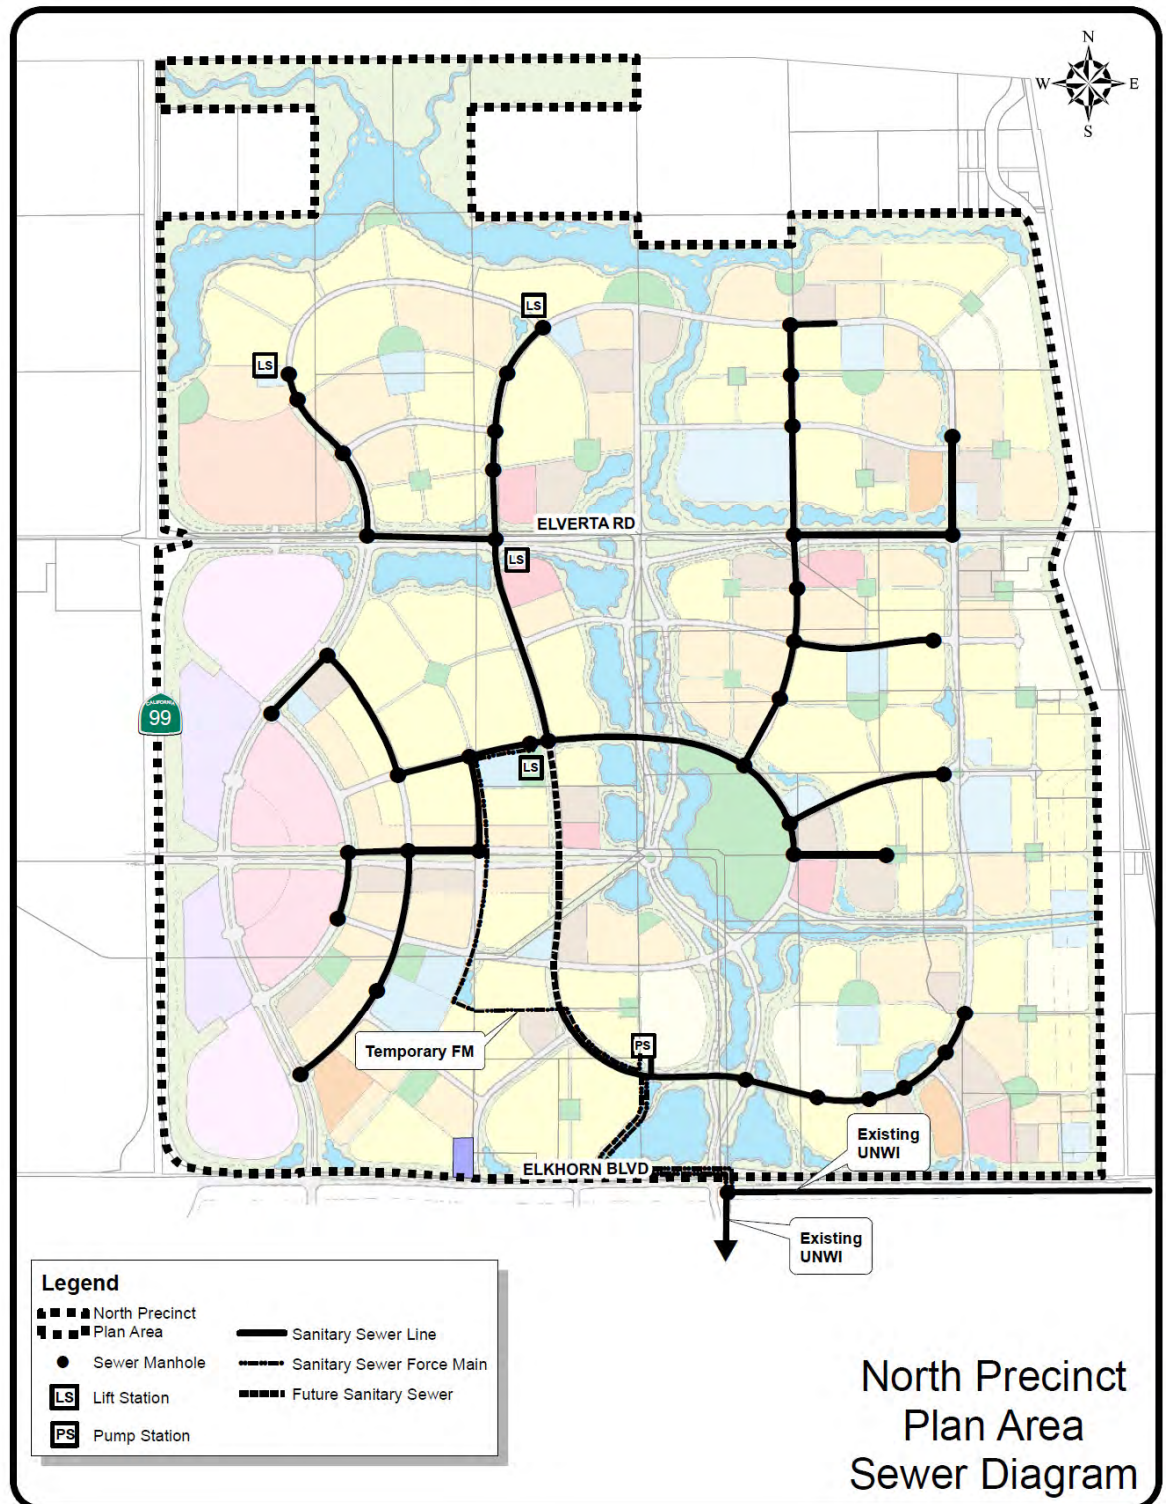 N
W E
S
LS
LS
ELVERTA RD
LS
CALIFORNIA
99
LS
Temporary FM
PS
Existing
UNWI
ELKHORN BLVD
Existing
UNWI
Legend
North Precinct
Plan Area
Sewer Manhole
LS Lift Station
PS Pump Station
Sanitary Sewer Line
Sanitary Sewer Force Main
Future Sanitary Sewer
North Precinct
Plan Area
Sewer Diagram